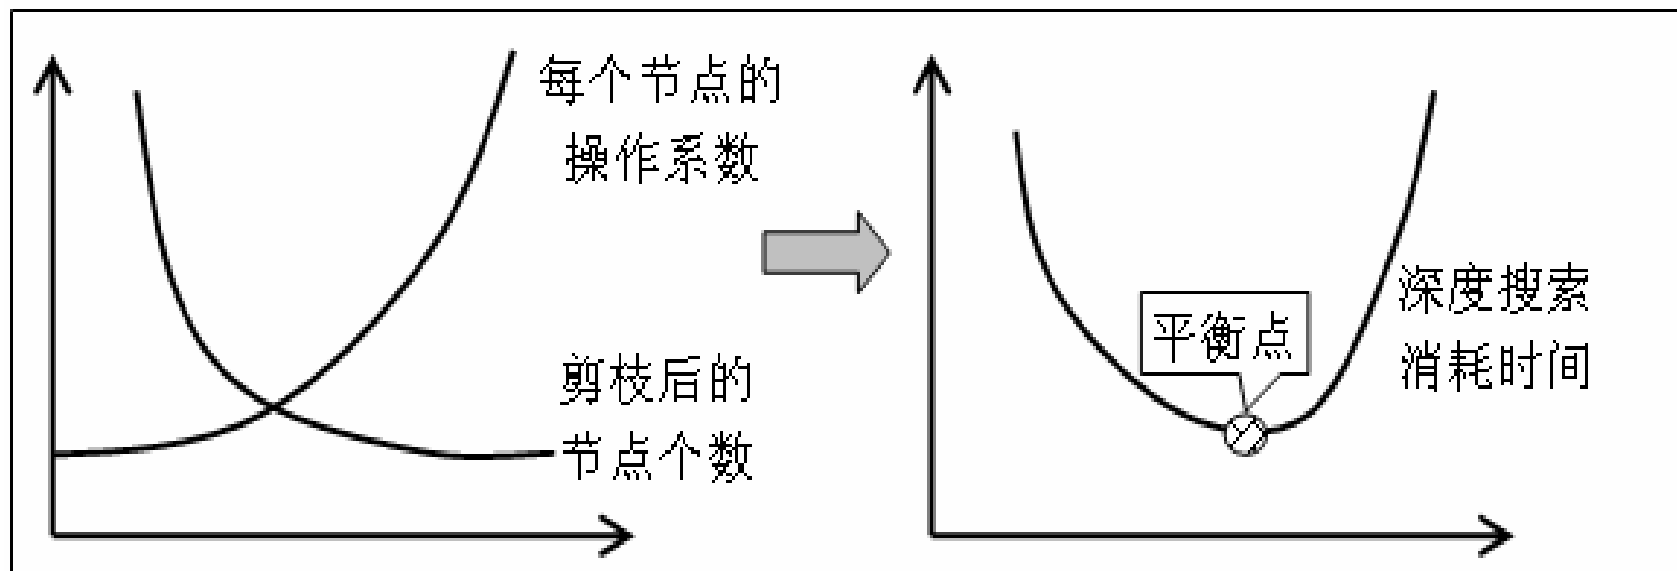 每个节点的
操作系数
剪枝后的
节点个数
平衡点
深度搜索
消耗时间